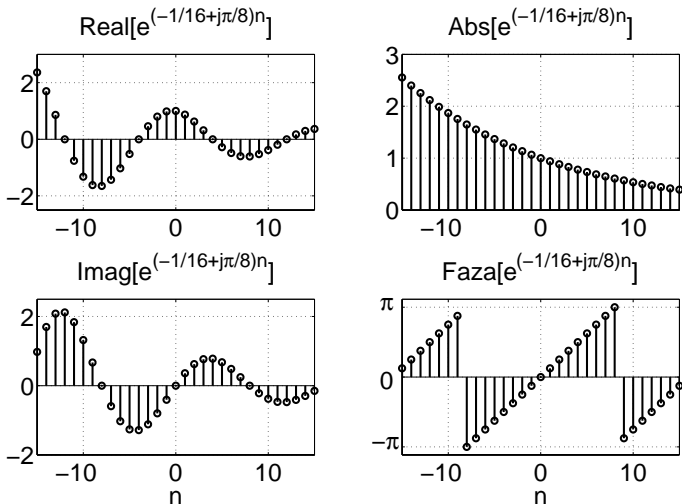 Real[e^(−1/16+jπ/8)n]
2
0
−2
−10 0 10
Abs[e^(−1/16+jπ/8)n]
3
2
1
0
−10 0 10
Imag[e^(−1/16+jπ/8)n]
2
0
−2
−10 0 10
n
Faza[e^(−1/16+jπ/8)n]
π
0
−π
−10 0 10
n